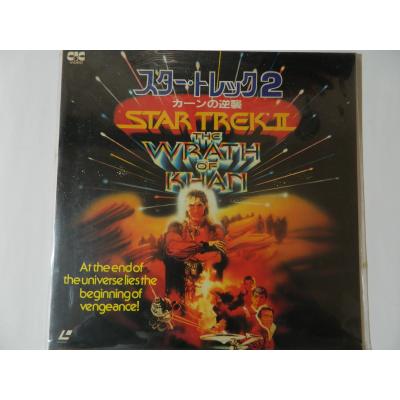 CIC
スター・トレック2
カーンの逆襲
STAR TREK II
THE
WRATH
OF
KHAN
At the end of
the universe lies the
beginning of
vengeance!